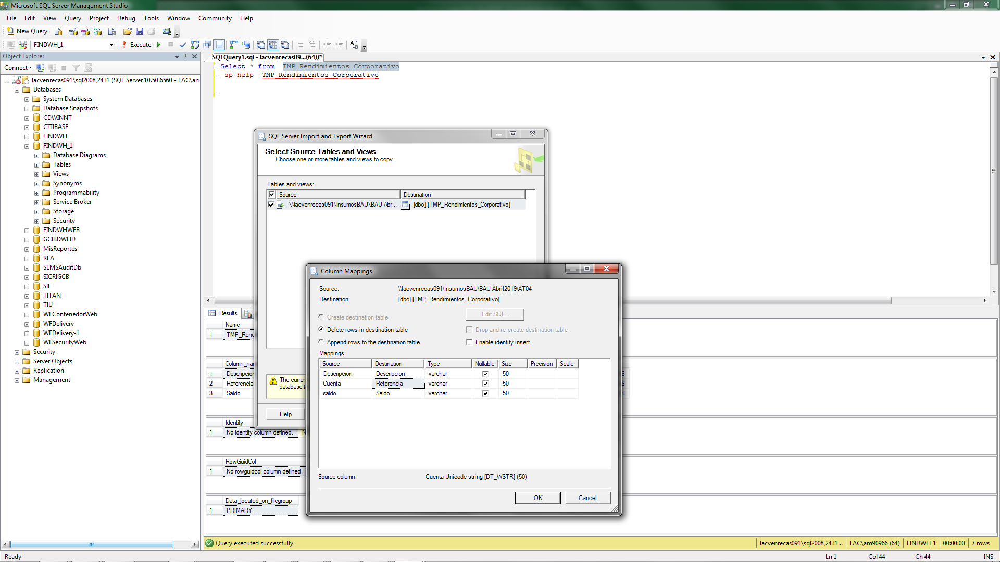 Microsoft SQL Server Management Studio
File Edit View Query Project Debug Tools Window Community Help
New Query
FINDWH_1 Execute
Object Explorer
Connect
lacvenrecas091\sql2008,2431 (SQL Server 10.50.6560 - LAC\am
Databases
System Databases
Database Snapshots
CDWINNT
CITIBASE
FINDWH
FINDWH_1
Database Diagrams
Tables
Views
Synonyms
Programmability
Service Broker
Storage
Security
FINDWHWEB
GCIBDWHD
MisReportes
REA
SEMSAuditDb
SICRIGCB
SIF
TITAN
TIU
WFContenedorWeb
WFDelivery
WFDelivery-1
WFSecurityWeb
Security
Server Objects
Replication
Management
SQLQuery1.sql - lacvenrecas09...(64))*
Select * from TMP_Rendimientos_Corporativo
sp_help TMP_Rendimientos_Corporativo
SQL Server Import and Export Wizard
Select Source Tables and Views
Choose one or more tables and views to copy.
Tables and views:
Source Destination
\\lacvenrecas091\InsumosBAU\BAU Abr... [dbo].[TMP_Rendimientos_Corporativo]
The curren
database t
Help
Column Mappings
Source: \\lacvenrecas091\InsumosBAU\BAU Abril2019\AT04
Destination: [dbo].[TMP_Rendimientos_Corporativo]
Create destination table Edit SQL...
Delete rows in destination table Drop and re-create destination table
Append rows to the destination table Enable identity insert
Mappings:
Source Destination Type Nullable Size Precision Scale
Descripcion Descripcion varchar 50
Cuenta Referencia varchar 50
saldo Saldo varchar 50
Source column: Cuenta Unicode string [DT_WSTR] (50)
OK Cancel
Results
Name
1 TMP_Rend
Column_na
1 Descripcion
2 Referencia
3 Saldo
Identity
1 No identity column defined. N
RowGuidCol
1 No rowguidcol column defined.
Data_located_on_filegroup
1 PRIMARY
Query executed successfully. lacvenrecas091\sql2008,2431... LAC\am90966 (64) FINDWH_1 00:00:00 7 rows
Ready Ln 1 Col 44 Ch 44 INS